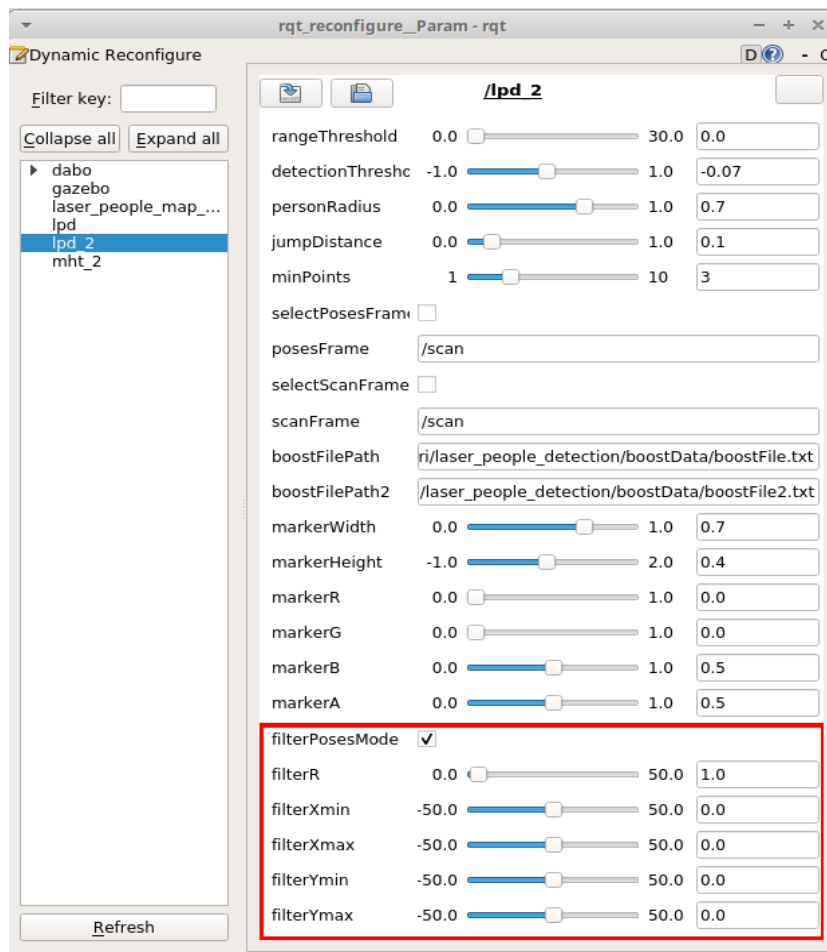 rqt_reconfigure__Param - rqt
Dynamic Reconfigure
D
- C
Filter key:
Collapse all
Expand all
dabo
gazebo
laser_people_map_...
lpd
lpd_2
mht_2
Refresh
/lpd_2
rangeThreshold 0.0 30.0 0.0
detectionThresho -1.0 1.0 -0.07
personRadius 0.0 1.0 0.7
jumpDistance 0.0 1.0 0.1
minPoints 1 10 3
selectPosesFrame
posesFrame /scan
selectScanFrame
scanFrame /scan
boostFilePath ri/laser_people_detection/boostData/boostFile.txt
boostFilePath2 /laser_people_detection/boostData/boostFile2.txt
markerWidth 0.0 1.0 0.7
markerHeight -1.0 2.0 0.4
markerR 0.0 1.0 0.0
markerG 0.0 1.0 0.0
markerB 0.0 1.0 0.5
markerA 0.0 1.0 0.5
filterPosesMode
filterR 0.0 50.0 1.0
filterXmin -50.0 50.0 0.0
filterXmax -50.0 50.0 0.0
filterYmin -50.0 50.0 0.0
filterYmax -50.0 50.0 0.0